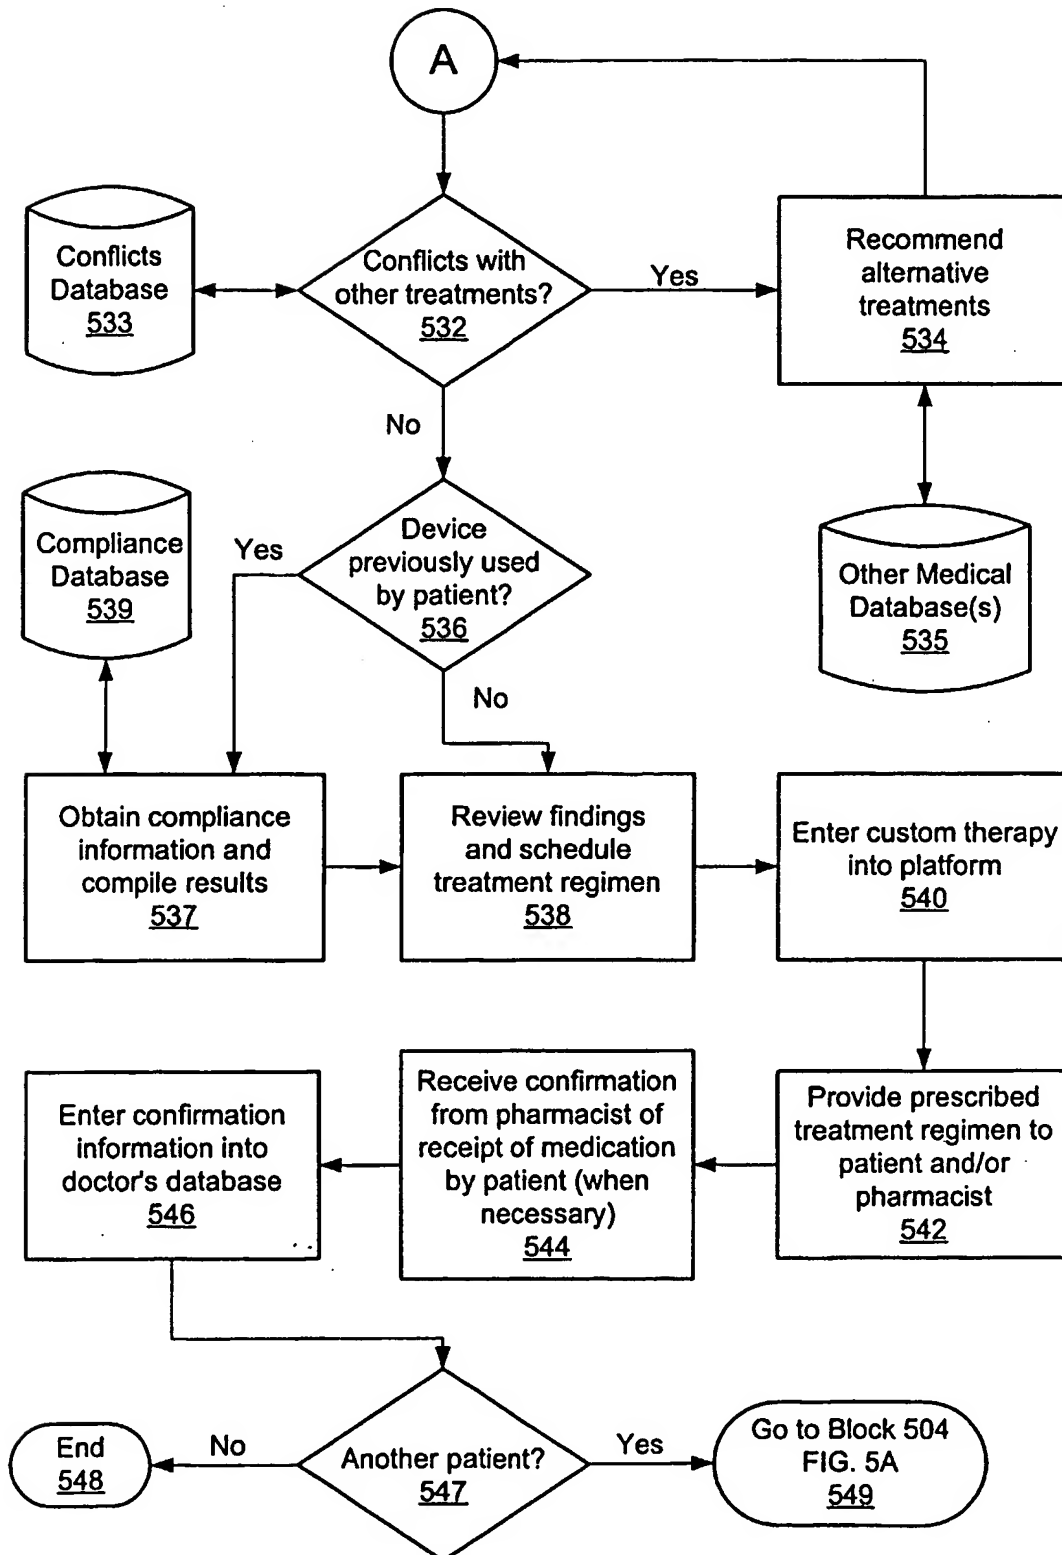 A
Conflicts
Database
533
Conflicts with
other treatments?
532
Yes
Recommend
alternative
treatments
534
No
Compliance
Database
539
Yes
Device
previously used
by patient?
536
Other Medical
Database(s)
535
No
Obtain compliance
information and
compile results
537
Review findings
and schedule
treatment regimen
538
Enter custom therapy
into platform
540
Enter confirmation
information into
doctor's database
546
Receive confirmation
from pharmacist of
receipt of medication
by patient (when
necessary)
544
Provide prescribed
treatment regimen to
patient and/or
pharmacist
542
End
548
No
Another patient?
547
Yes
Go to Block 504
FIG. 5A
549